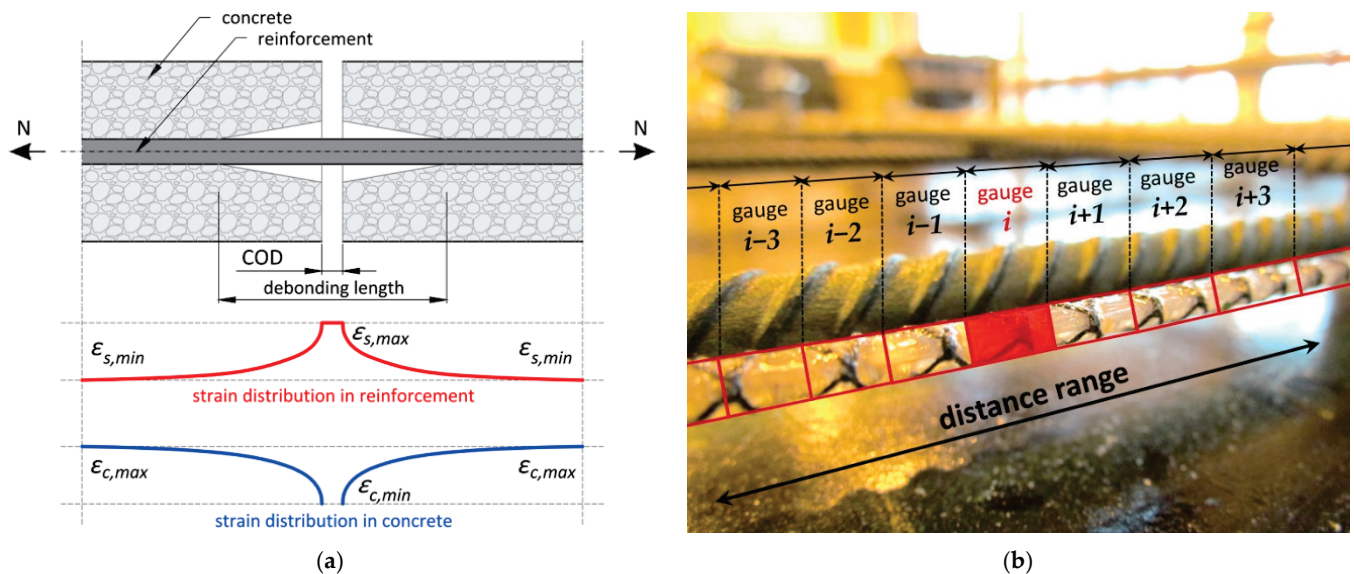 concrete
reinforcement
N
N
COD
debonding length
εs,min
εs,max
εs,min
strain distribution in reinforcement
εc,max
εc,min
εc,max
strain distribution in concrete
(a)
gauge
i−3
gauge
i−2
gauge
i−1
gauge
i
gauge
i+1
gauge
i+2
gauge
i+3
distance range
(b)